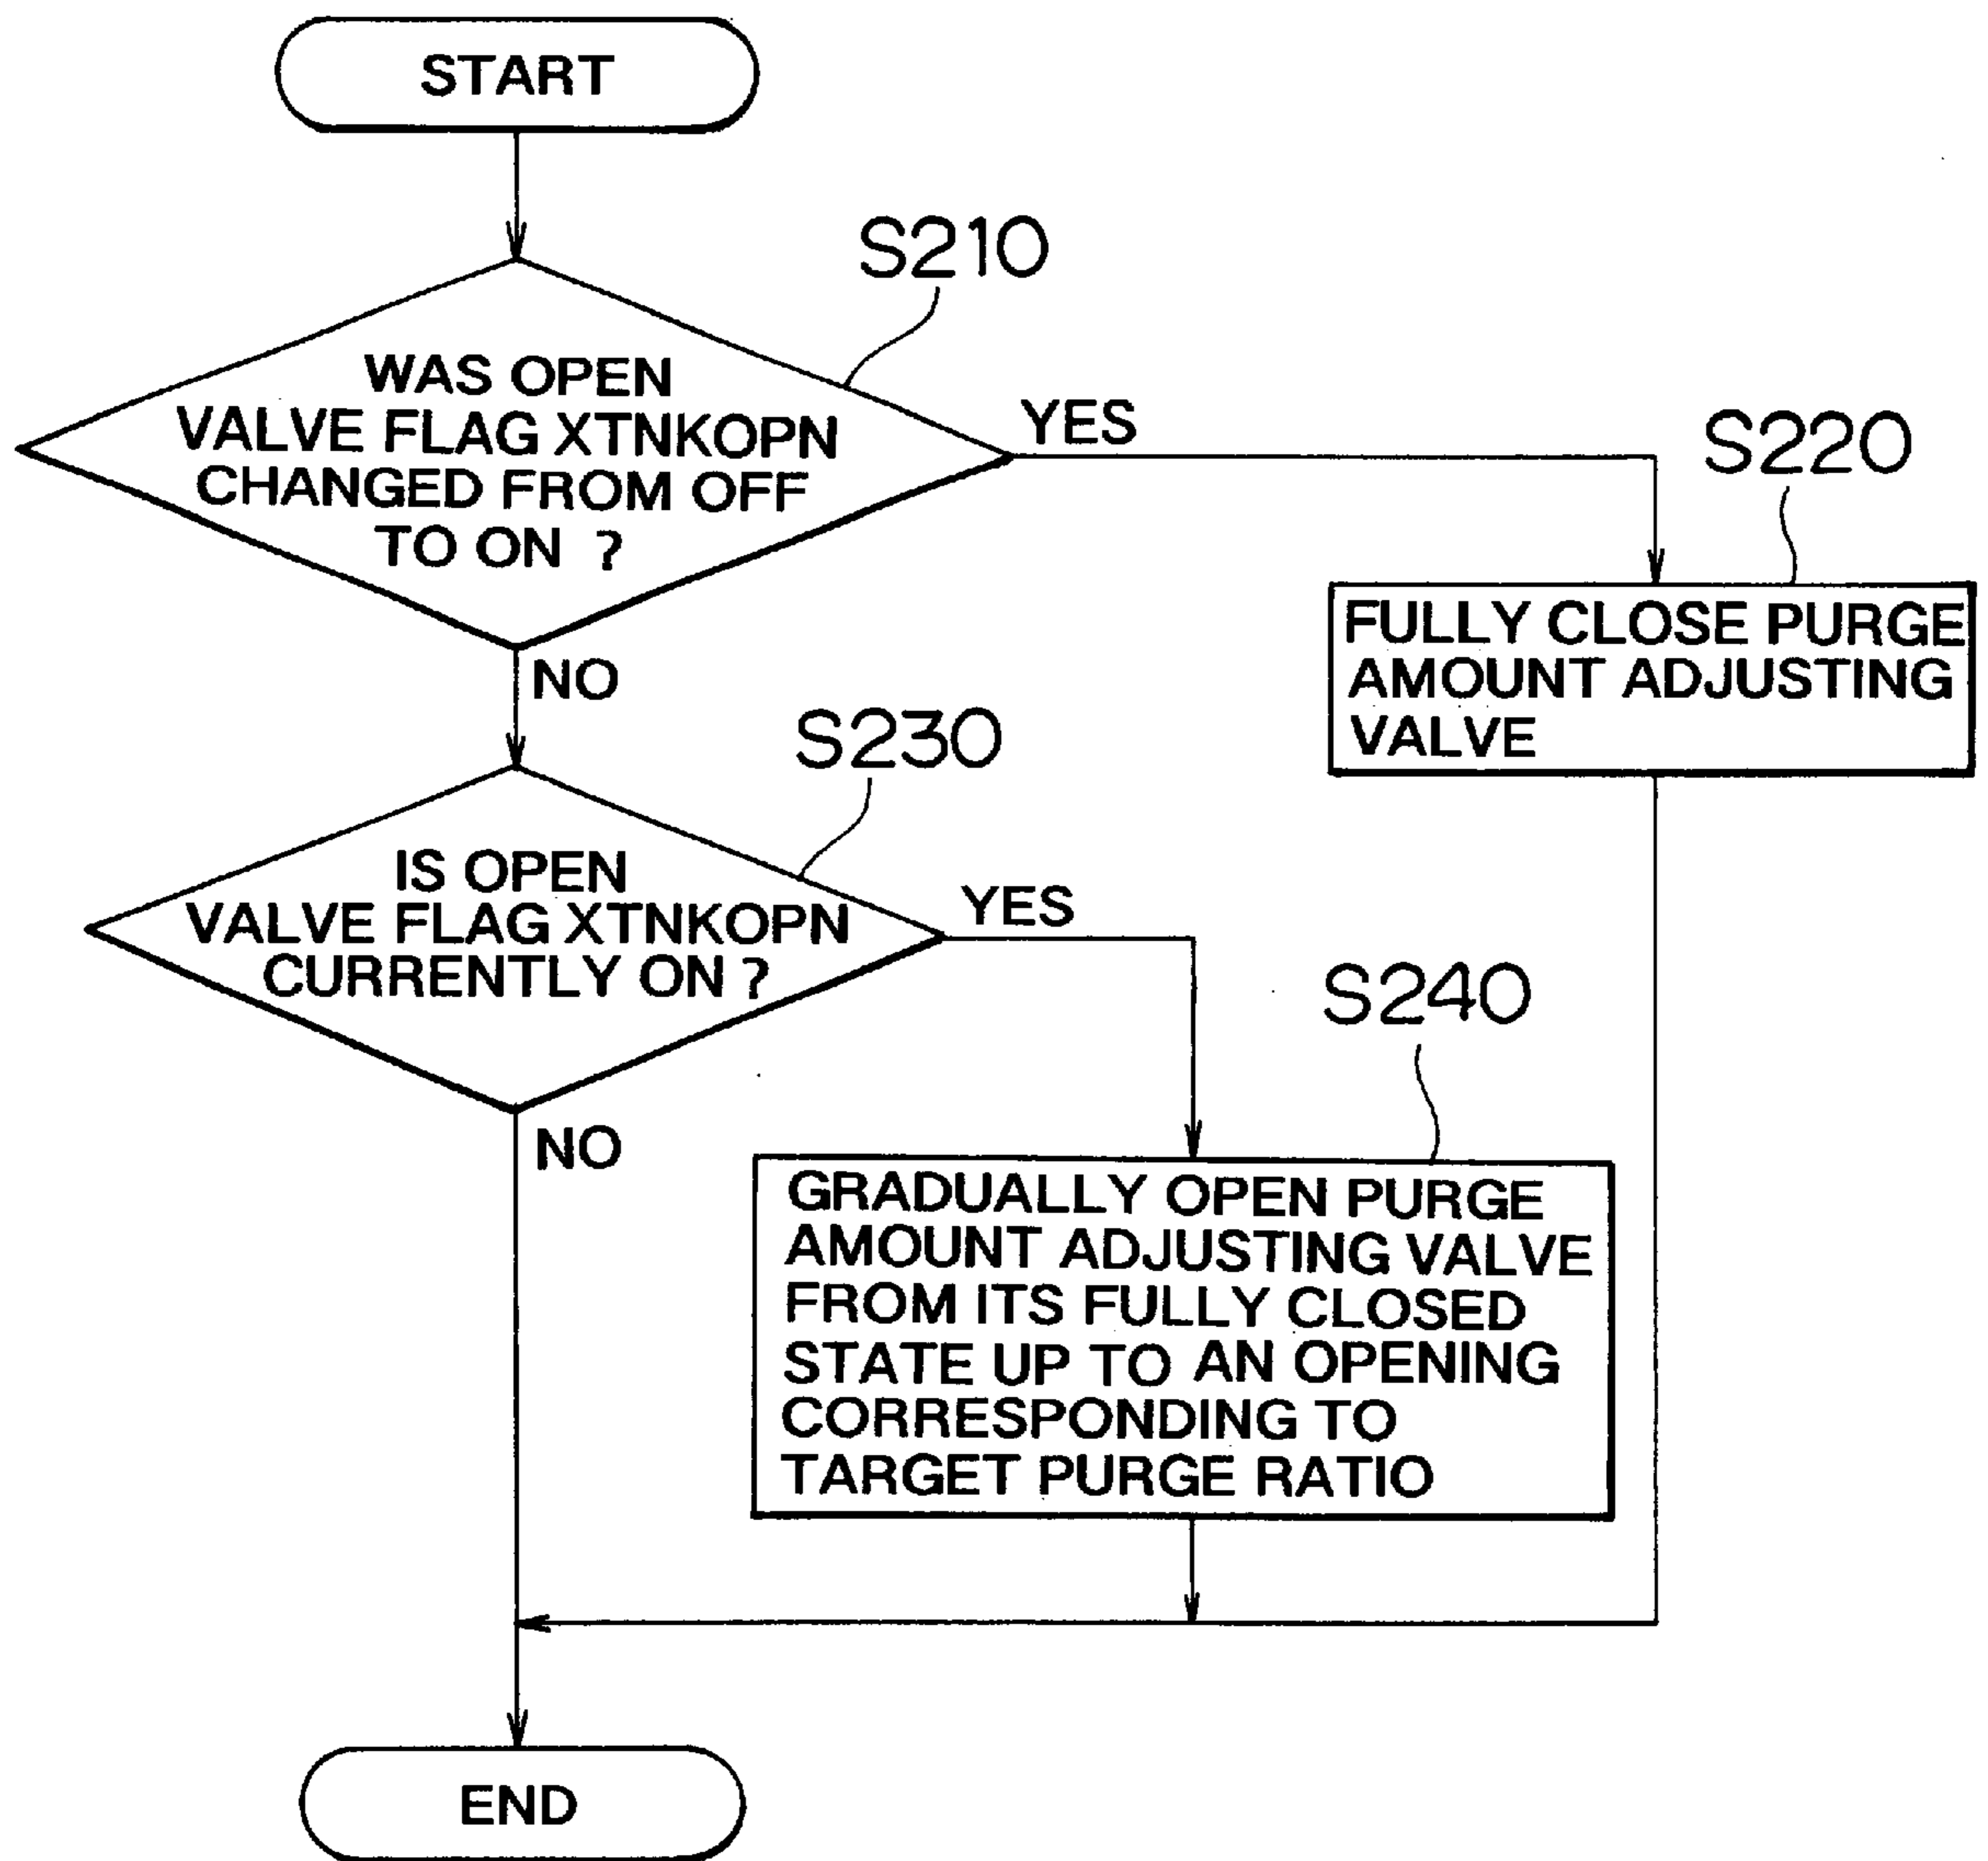 START
S210
WAS OPEN
VALVE FLAG XTNKOPN
CHANGED FROM OFF
TO ON ?
YES
S220
FULLY CLOSE PURGE
AMOUNT ADJUSTING
VALVE
NO
S230
IS OPEN
VALVE FLAG XTNKOPN
CURRENTLY ON ?
YES
S240
NO
GRADUALLY OPEN PURGE
AMOUNT ADJUSTING VALVE
FROM ITS FULLY CLOSED
STATE UP TO AN OPENING
CORRESPONDING TO
TARGET PURGE RATIO
END